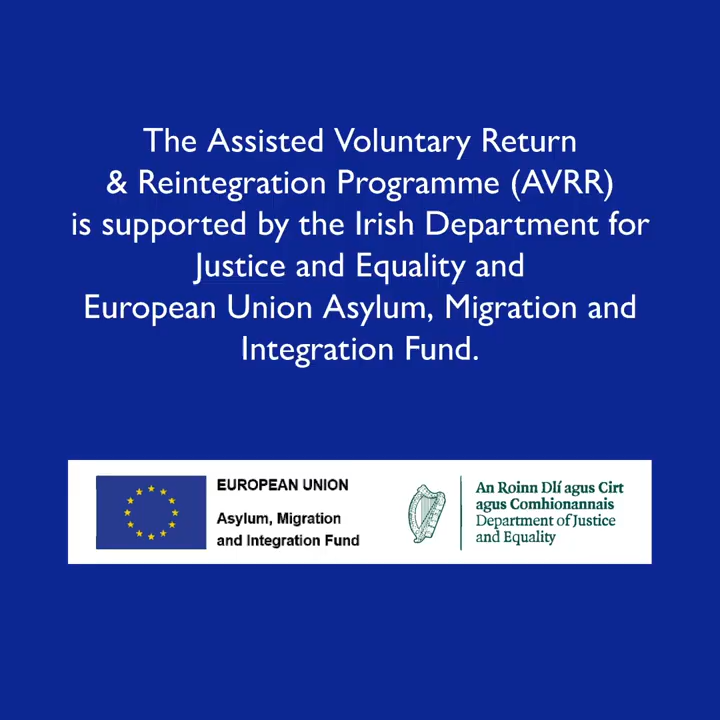 The Assisted Voluntary Return
& Reintegration Programme (AVRR)
is supported by the Irish Department for
Justice and Equality and
European Union Asylum, Migration and
Integration Fund.
EUROPEAN UNION
Asylum, Migration
and Integration Fund
An Roinn Dlí agus Cirt
agus Comhionannais
Department of Justice
and Equality